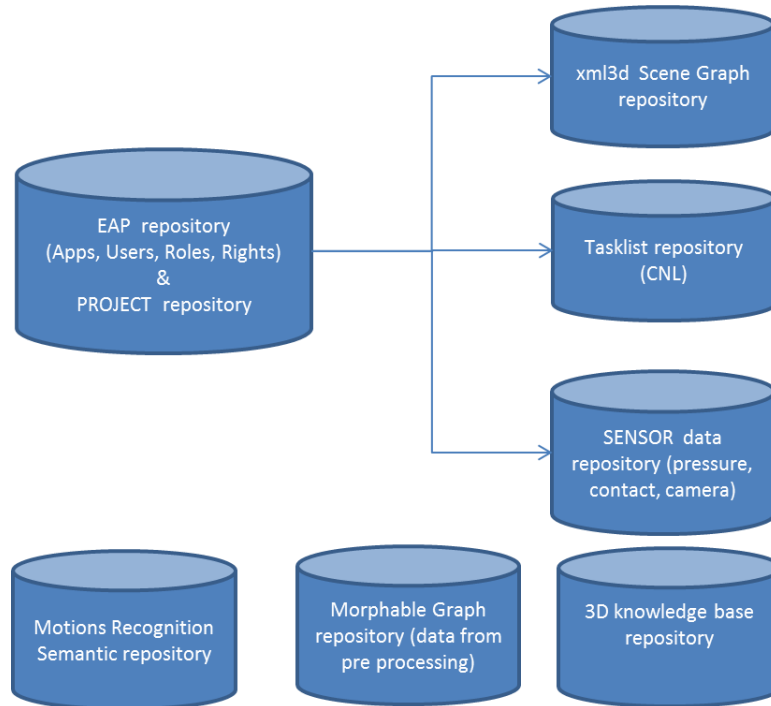 xml3d Scene Graph
repository
EAP repository
(Apps, Users, Roles, Rights)
&
PROJECT repository
Tasklist repository
(CNL)
SENSOR data
repository (pressure,
contact, camera)
Motions Recognition
Semantic repository
Morphable Graph
repository (data from
pre processing)
3D knowledge base
repository